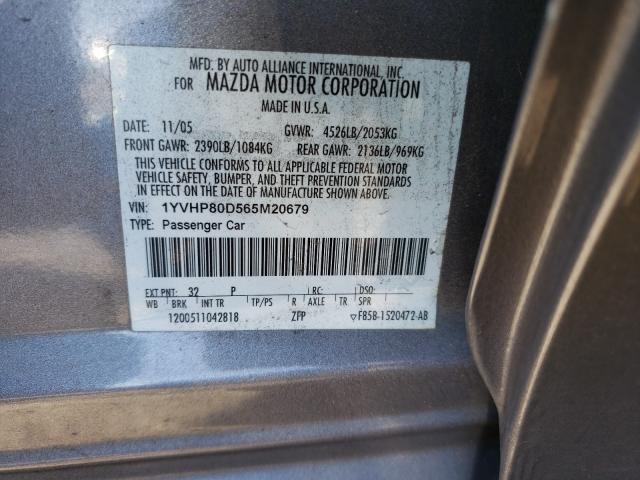 MFD. BY AUTO ALLIANCE INTERNATIONAL, INC.
FOR MAZDA MOTOR CORPORATION
MADE IN U.S.A.
DATE: 11/05 GVWR: 4526LB/2053KG
FRONT GAWR: 2390LB/1084KG REAR GAWR: 2136LB/969KG
THIS VEHICLE CONFORMS TO ALL APPLICABLE FEDERAL MOTOR
VEHICLE SAFETY, BUMPER, AND THEFT PREVENTION STANDARDS
IN EFFECT ON THE DATE OF MANUFACTURE SHOWN ABOVE.
VIN: 1YVHP80D565M20679
TYPE: Passenger Car
EXT PNT: 32 P RC: DSO:
WB BRK INT TR TP/PS R AXLE TR SPR
1200511042818 ZFP ▽F85B-1520472-AB